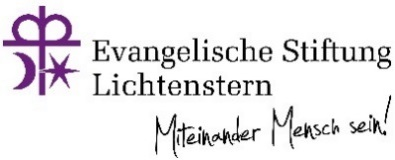 Evangelische Stiftung
Lichtenstern
Miteinander Mensch sein!